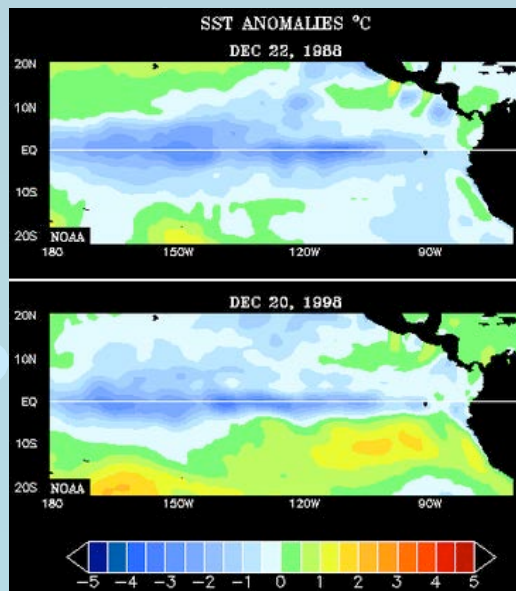 SST ANOMALIES °C
DEC 22, 1988
20N
10N
EQ
10S
20S
NOAA
180 150W 120W 90W
DEC 20, 1998
20N
10N
EQ
10S
20S
NOAA
180 150W 120W 90W
−5 −4 −3 −2 −1 0 1 2 3 4 5